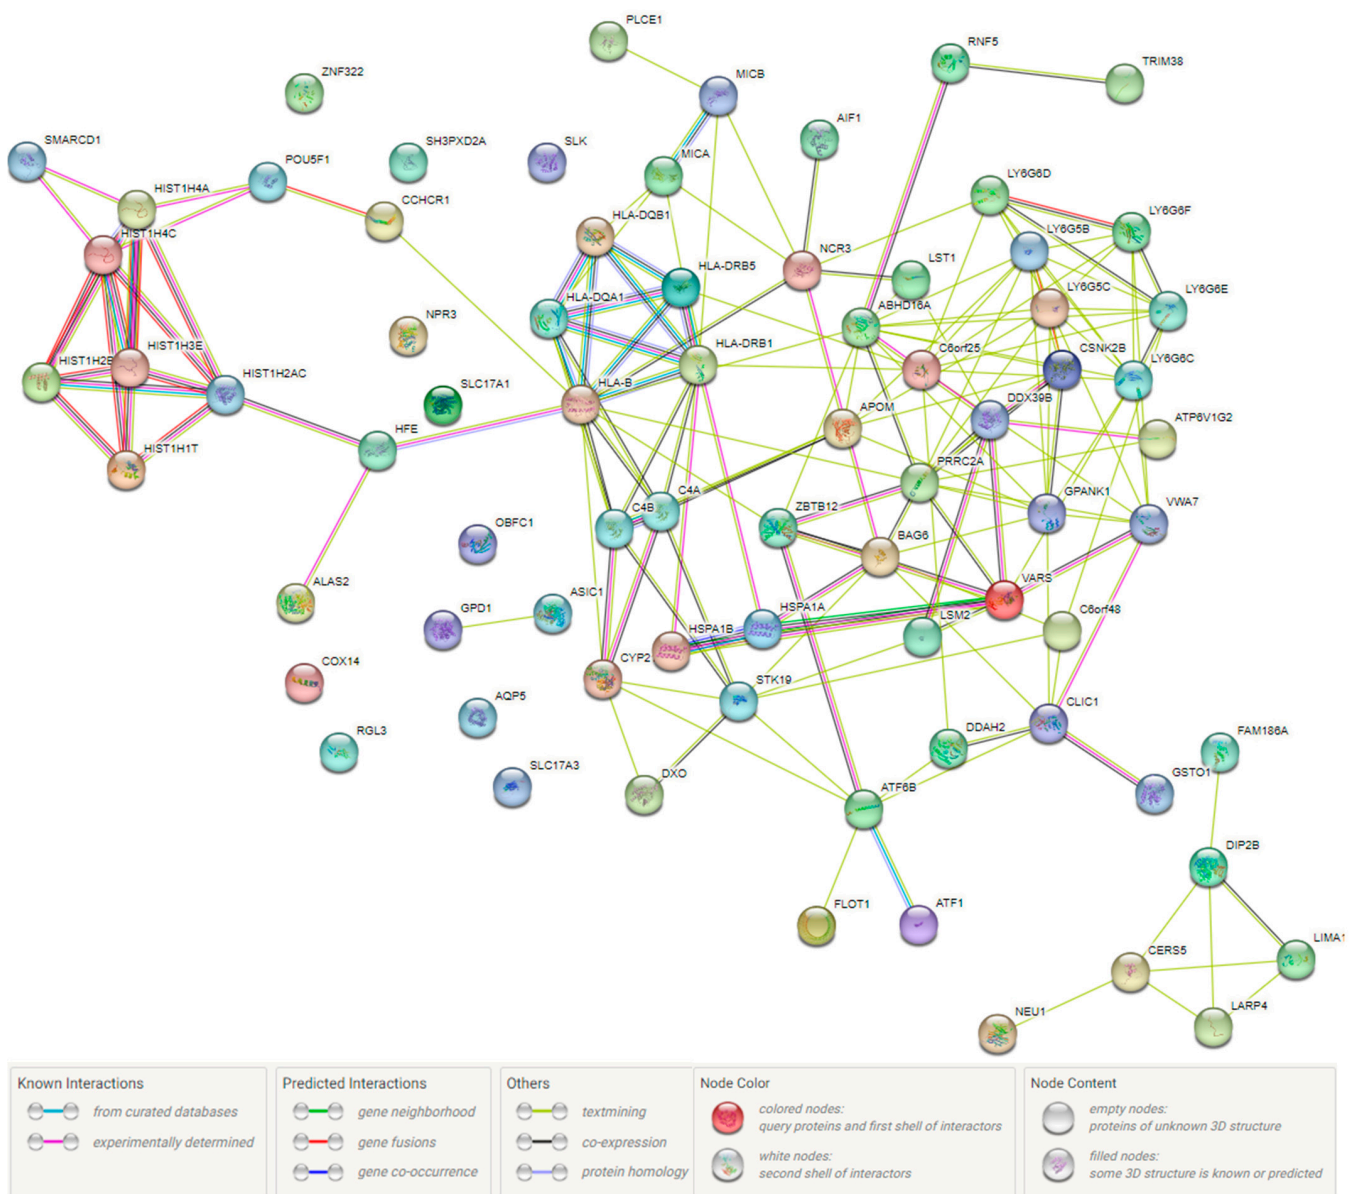 PLCE1
RNF5
TRIM38
ZNF322
MICB
AIF1
SMARCD1
SH3PXD2A
SLK
POU5F1
MICA
HIST1H4A
CCHCR1
LY6G6D
LY6G6F
HLA-DQB1
HIST1H4C
LY6G5B
NCR3
LST1
HLA-DRB5
LY6G5C
LY6G6E
HLA-DQA1
ABHD16A
NPR3
HIST1H3E
HLA-DRB1
C6orf25
CSNK2B
HIST1H2B
LY6G6C
HIST1H2AC
SLC17A1
HLA-B
DDX39B
APOM
ATP6V1G2
HFE
HIST1H1T
PRRC2A
C4A
GPANK1
VWA7
C4B
ZBTB12
OBFC1
BAG6
ALAS2
ASIC1
VARS
GPD1
HSPA1A
C6orf48
HSPA1B
LSM2
COX14
CYP2
STK19
AQP5
CLIC1
RGL3
DDAH2
FAM186A
SLC17A3
DXO
ATF6B
GSTO1
DIP2B
FLOT1
ATF1
LIMA1
CERS5
LARP4
NEU1
Known Interactions
from curated databases
experimentally determined
Predicted Interactions
gene neighborhood
gene fusions
gene co-occurrence
Others
textmining
co-expression
protein homology
Node Color
colored nodes:
query proteins and first shell of interactors
white nodes:
second shell of interactors
Node Content
empty nodes:
proteins of unknown 3D structure
filled nodes:
some 3D structure is known or predicted